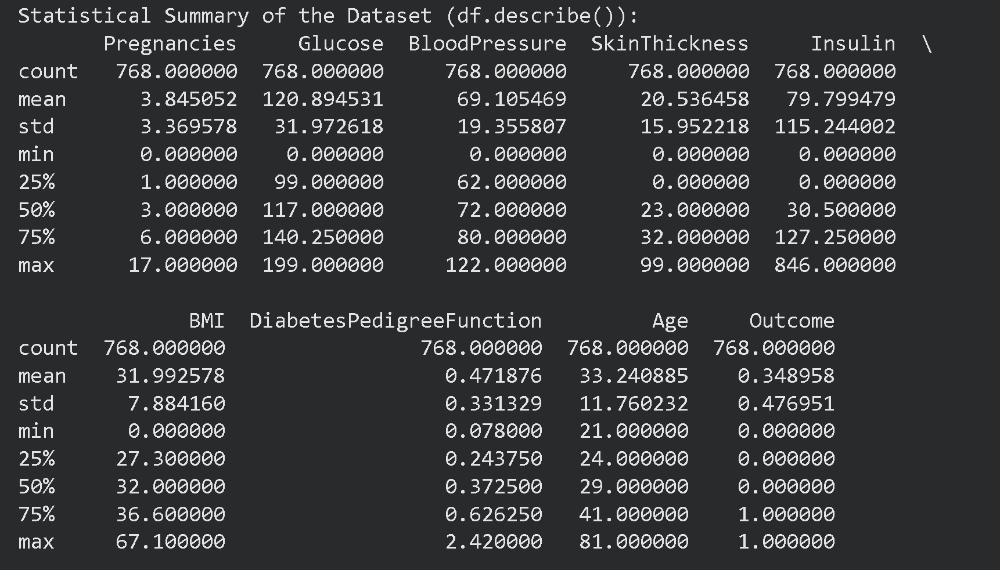 Statistical Summary of the Dataset (df.describe()):
       Pregnancies     Glucose  BloodPressure  SkinThickness     Insulin  \
count   768.000000  768.000000     768.000000     768.000000  768.000000
mean      3.845052  120.894531      69.105469      20.536458   79.799479
std       3.369578   31.972618      19.355807      15.952218  115.244002
min       0.000000    0.000000       0.000000       0.000000    0.000000
25%       1.000000   99.000000      62.000000       0.000000    0.000000
50%       3.000000  117.000000      72.000000      23.000000   30.500000
75%       6.000000  140.250000      80.000000      32.000000  127.250000
max      17.000000  199.000000     122.000000      99.000000  846.000000

              BMI  DiabetesPedigreeFunction         Age     Outcome
count  768.000000                768.000000  768.000000  768.000000
mean    31.992578                  0.471876   33.240885    0.348958
std      7.884160                  0.331329   11.760232    0.476951
min      0.000000                  0.078000   21.000000    0.000000
25%     27.300000                  0.243750   24.000000    0.000000
50%     32.000000                  0.372500   29.000000    0.000000
75%     36.600000                  0.626250   41.000000    1.000000
max     67.100000                  2.420000   81.000000    1.000000